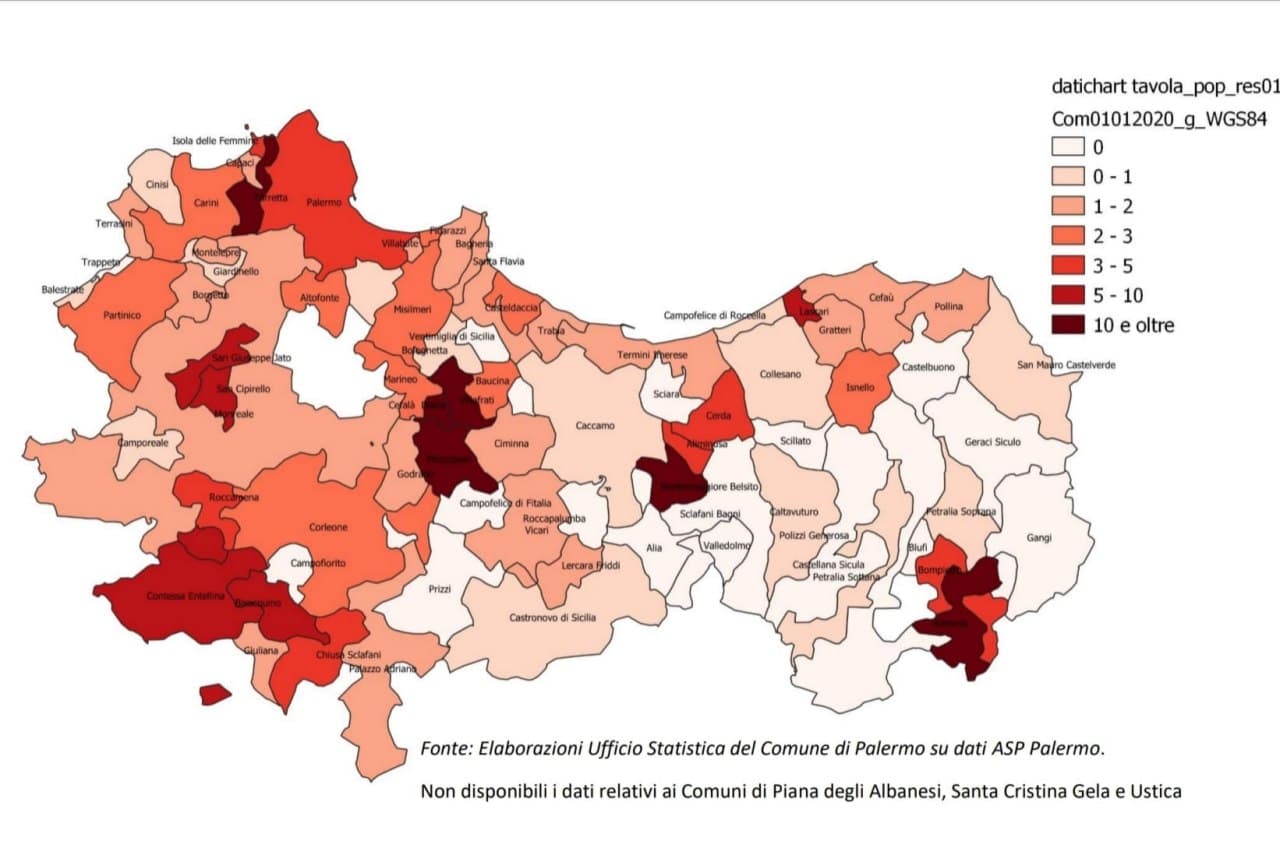 datichart tavola_pop_res01
Com01012020_g_WGS84
0
0 - 1
1 - 2
2 - 3
3 - 5
5 - 10
10 e oltre
Isola delle Femmine
Capaci
Cinisi
Carini
Palermo
Terrasini
Villabate
Ficarazzi
Bagheria
Montelepre
Santa Flavia
Trappeto
Giardinello
Balestrate
Borgetto
Altofonte
Partinico
Misilmeri
Casteldaccia
Campofelice di Roccella
Lascari
Cefaù
Pollina
Gratteri
Trabia
Ventimiglia di Sicilia
Bolognetta
San Giuseppe Jato
Termini Imerese
San Mauro Castelverde
Castelbuono
Collesano
Isnello
Marineo
Baucina
San Cipirello
Sciara
Cefalà
Monreale
Cerda
Caccamo
Camporeale
Ciminna
Aliminusa
Scillato
Geraci Siculo
Godrano
Roccamena
Campofelice di Fitalia
Sciafani Bagni
Caltavuturo
Petralia Soprana
Roccapalumba
Vicari
Corleone
Polizzi Generosa
Gangi
Alia
Valledolmo
Blufi
Campofiorito
Lercara Friddi
Castellana Sicula
Petralia Sottana
Prizzi
Contessa Entellina
Bisacquino
Castronovo di Sicilia
Giuliana
Chiusa Sclafani
Palazzo Adriano
Fonte: Elaborazioni Ufficio Statistica del Comune di Palermo su dati ASP Palermo.
Non disponibili i dati relativi ai Comuni di Piana degli Albanesi, Santa Cristina Gela e Ustica